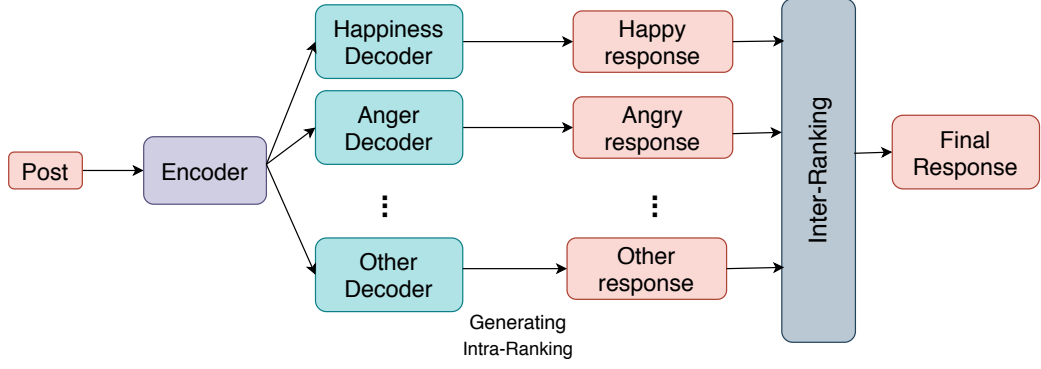 Post
Encoder
Happiness
Decoder
Anger
Decoder
⋮
Other
Decoder
Happy
response
Angry
response
⋮
Other
response
Generating
Intra-Ranking
Inter-Ranking
Final
Response